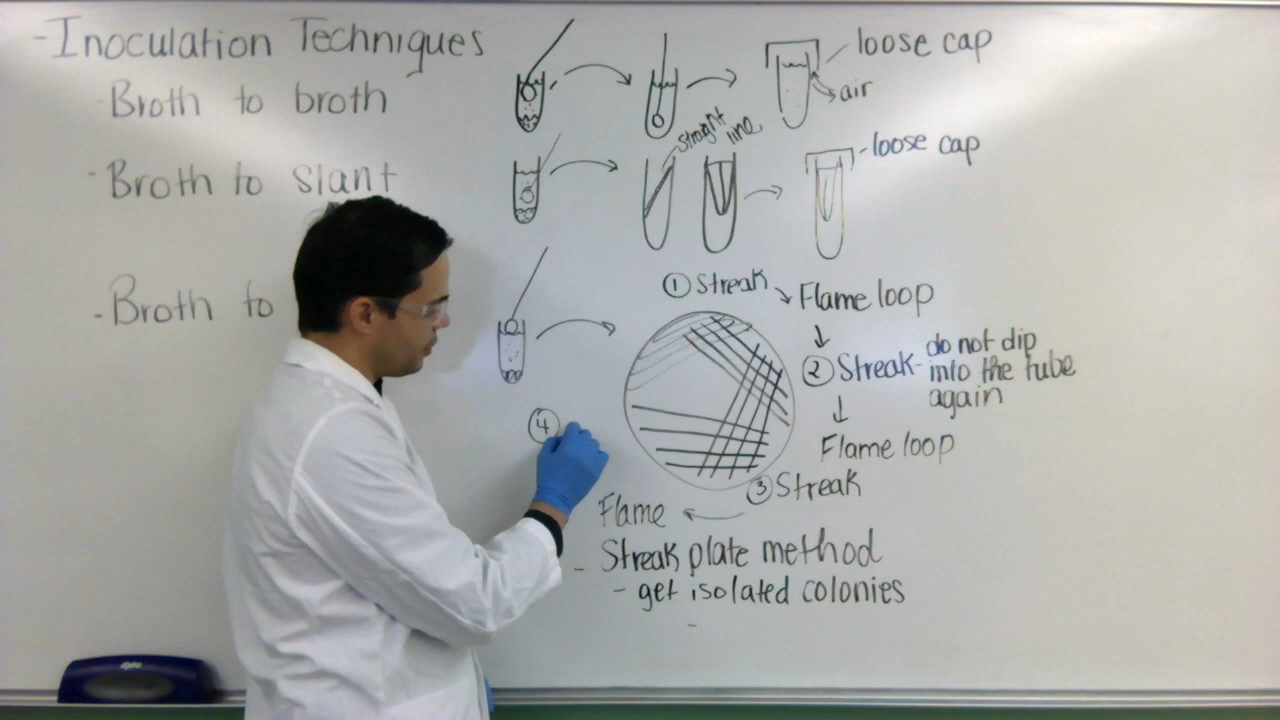 - Inoculation Techniques
- Broth to broth
loose cap
air
- Broth to slant
straight line
- loose cap
- Broth to
① Streak
Flame loop
② Streak - do not dip
into the tube
again
Flame loop
③ Streak
④
Flame
- Streak plate method
- get isolated colonies
-
Expo